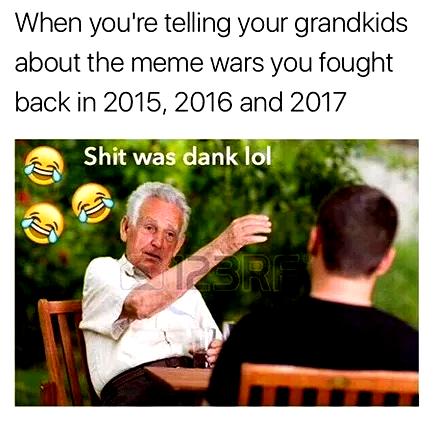 When you're telling your grandkids
about the meme wars you fought
back in 2015, 2016 and 2017
Shit was dank lol
123RF